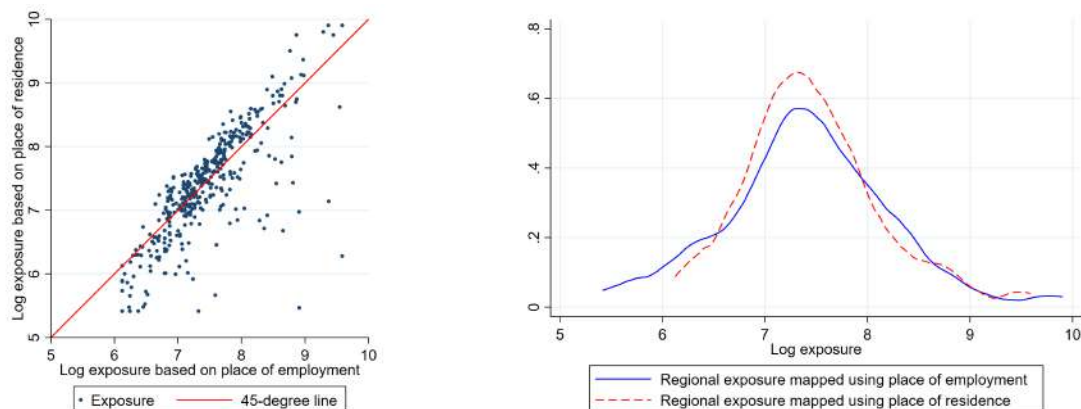 10
9
8
7
6
5
Log exposure based on place of residence
5 6 7 8 9 10
Log exposure based on place of employment
Exposure 45-degree line
.8
.6
.4
.2
0
5 6 7 8 9 10
Log exposure
Regional exposure mapped using place of employment
Regional exposure mapped using place of residence